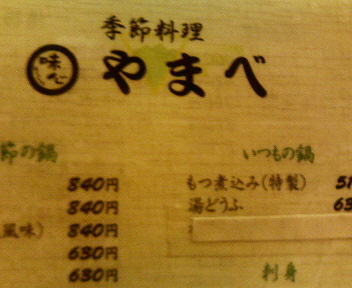 季節料理
味
やまべ
節の鍋
840円
840円
風味) 840円
630円
630円
いつもの鍋
もつ煮込み(特製) 51
湯どうふ 63
刺身